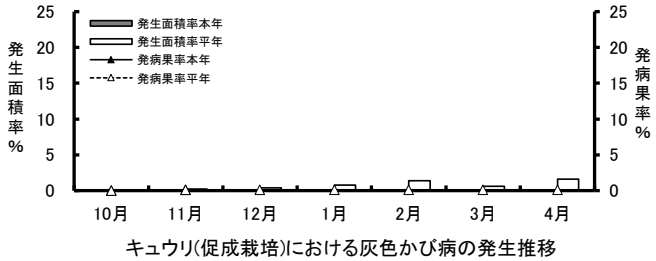 25
20
15
10
5
0
発生面積率%
発生面積率本年
発生面積率平年
発病果率本年
発病果率平年
25
20
15
10
5
0
発病果率%
10月 11月 12月 1月 2月 3月 4月
キュウリ(促成栽培)における灰色かび病の発生推移